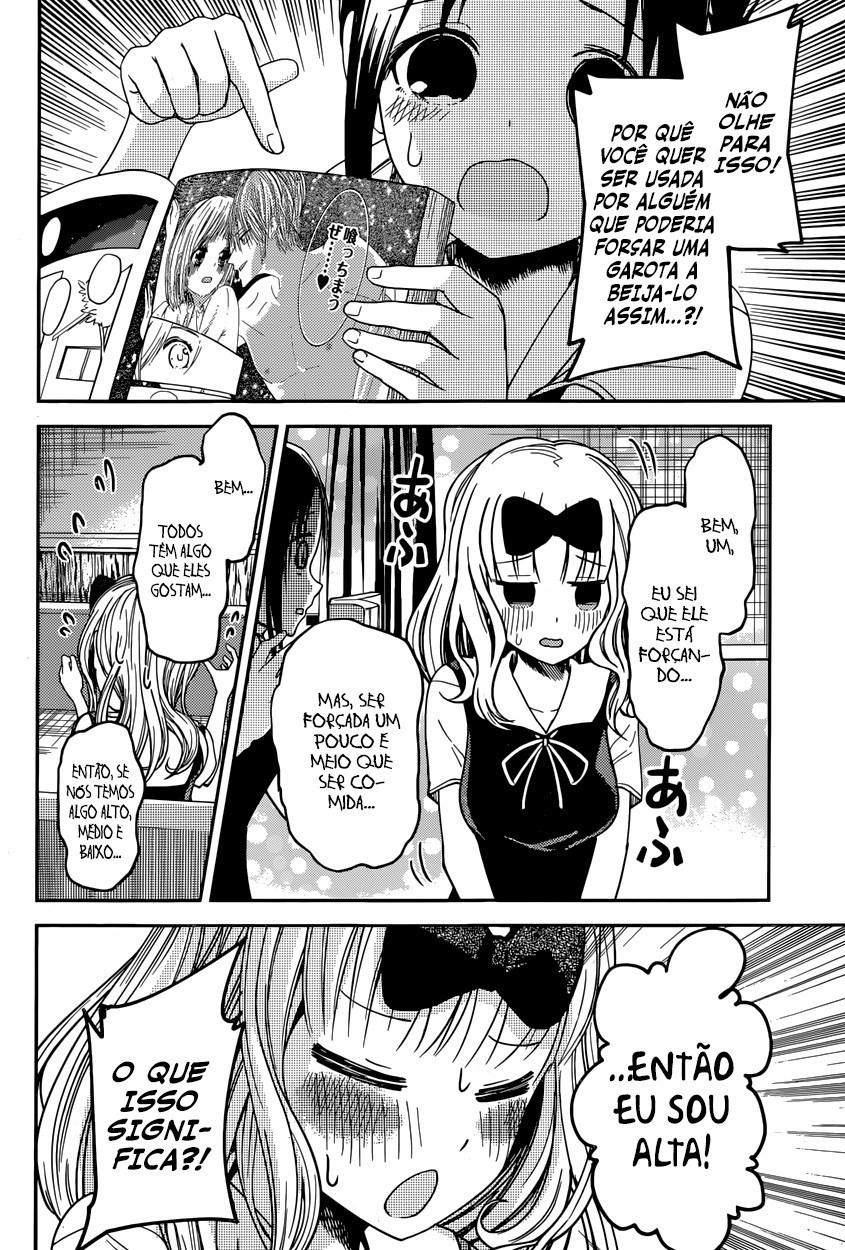 NÃO
OLHE
PARA
ISSO!
POR QUÊ
VOCÊ QUER
SER USADA
POR ALGUÉM
QUE PODERIA
FORÇAR UMA
GAROTA A
BEIJA-LO
ASSIM...?!
喰っちまう
ぜ……♥
BEM,
UM,
EU SEI
QUE ELE
ESTÁ
FORÇAN-
DO...
あふ
あふ
MAS, SER
FORÇADA UM
POUCO E
MEIO QUE
SER CO-
MIDA...
BEM...
TODOS
TÊM ALGO
QUE ELES
GOSTAM...
ENTÃO, SE
NÓS TEMOS
ALGO ALTO,
MÉDIO E
BAIXO...
...ENTÃO
EU SOU
ALTA!
O QUE
ISSO
SIGNI-
FICA?!